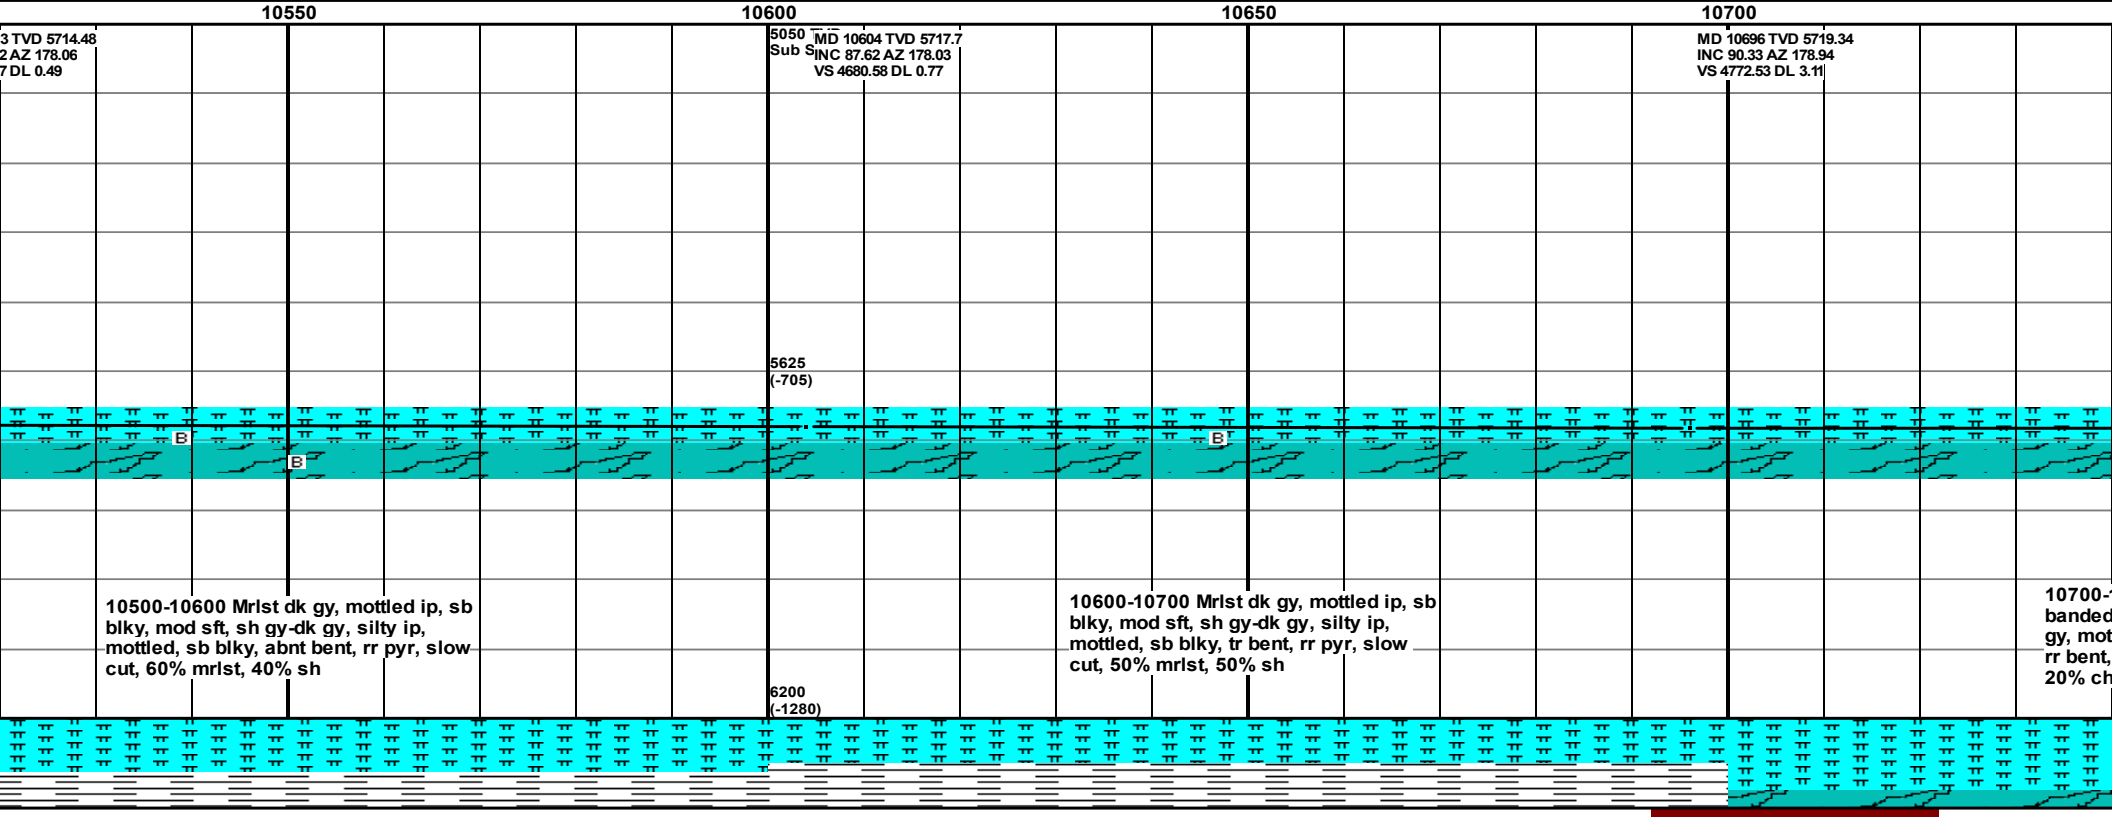 10550 10600 10650 10700
3 TVD 5714.48
2 AZ 178.06
7 DL 0.49
5050
Sub S
MD 10604 TVD 5717.7
INC 87.62 AZ 178.03
VS 4680.58 DL 0.77
MD 10696 TVD 5719.34
INC 90.33 AZ 178.94
VS 4772.53 DL 3.11
5625
(-705)
B
B
B
10500-10600 Mrlst dk gy, mottled ip, sb
blky, mod sft, sh gy-dk gy, silty ip,
mottled, sb blky, abnt bent, rr pyr, slow
cut, 60% mrlst, 40% sh
10600-10700 Mrlst dk gy, mottled ip, sb
blky, mod sft, sh gy-dk gy, silty ip,
mottled, sb blky, tr bent, rr pyr, slow
cut, 50% mrlst, 50% sh
10700-
banded
gy, mot
rr bent,
20% ch
6200
(-1280)